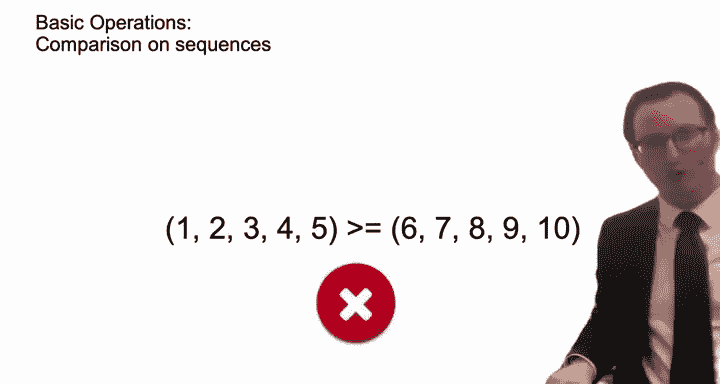 Basic Operations:
Comparison on sequences
(1, 2, 3, 4, 5) >= (6, 7, 8, 9, 10)